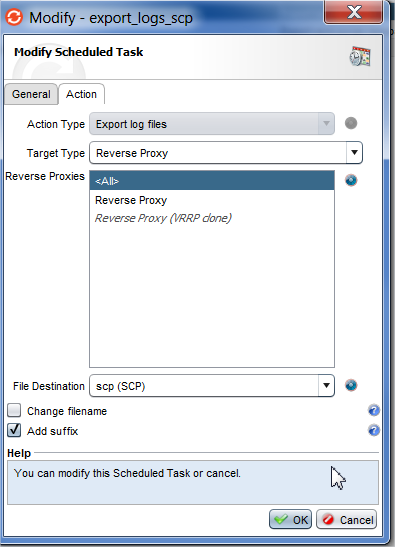 Modify - export_logs_scp
Modify Scheduled Task
General Action
Action Type Export log files
Target Type Reverse Proxy
Reverse Proxies <All>
Reverse Proxy
Reverse Proxy (VRRP clone)
File Destination scp (SCP)
Change filename
Add suffix
Help
You can modify this Scheduled Task or cancel.
OK Cancel